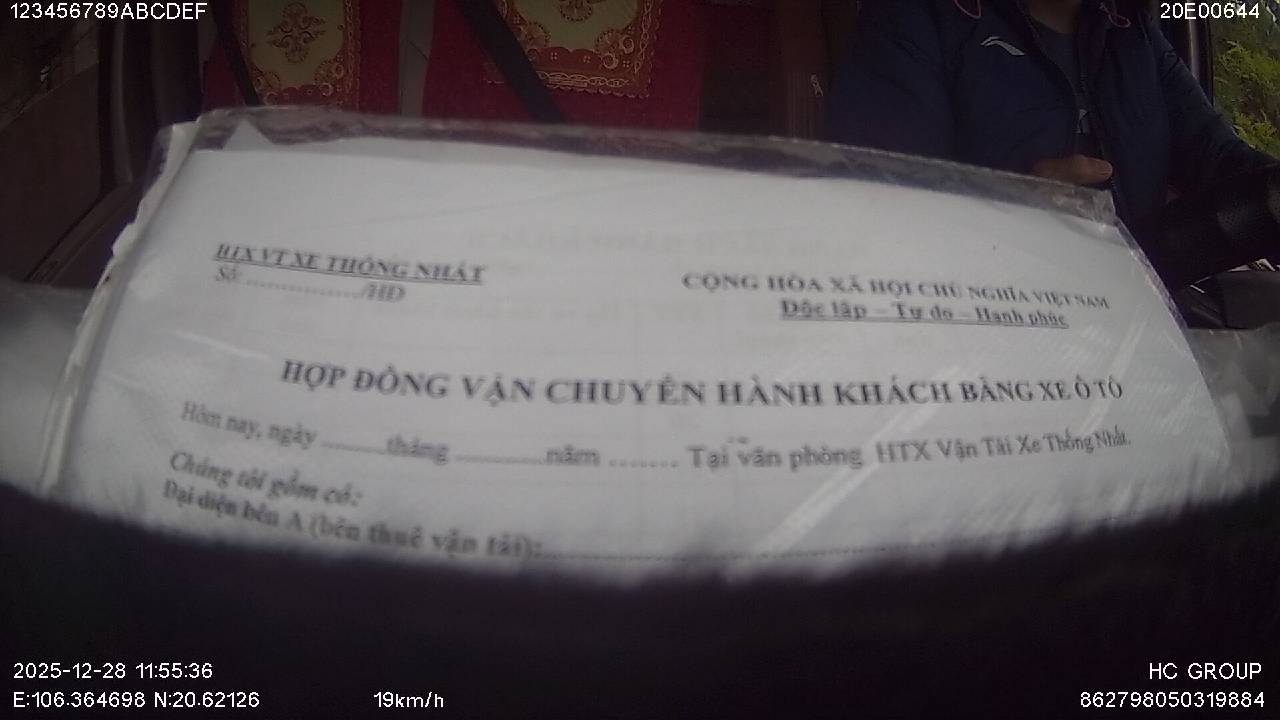 123456789ABCDEF
20E00644
HTX VT XE THỐNG NHẤT
Số: ................./HD
CỘNG HÒA XÃ HỘI CHỦ NGHĨA VIỆT NAM
Độc lập – Tự do – Hạnh phúc
HỢP ĐỒNG VẬN CHUYỂN HÀNH KHÁCH BẰNG XE Ô TÔ
Hôm nay, ngày ..........tháng ..............năm ....... Tại văn phòng HTX Vận Tải Xe Thống Nhất.
Chúng tôi gồm có:
Đại diện bên A (bên thuê vận tải):
2025-12-28 11:55:36
HC GROUP
E:106.364698 N:20.62126
19km/h
862798050319884